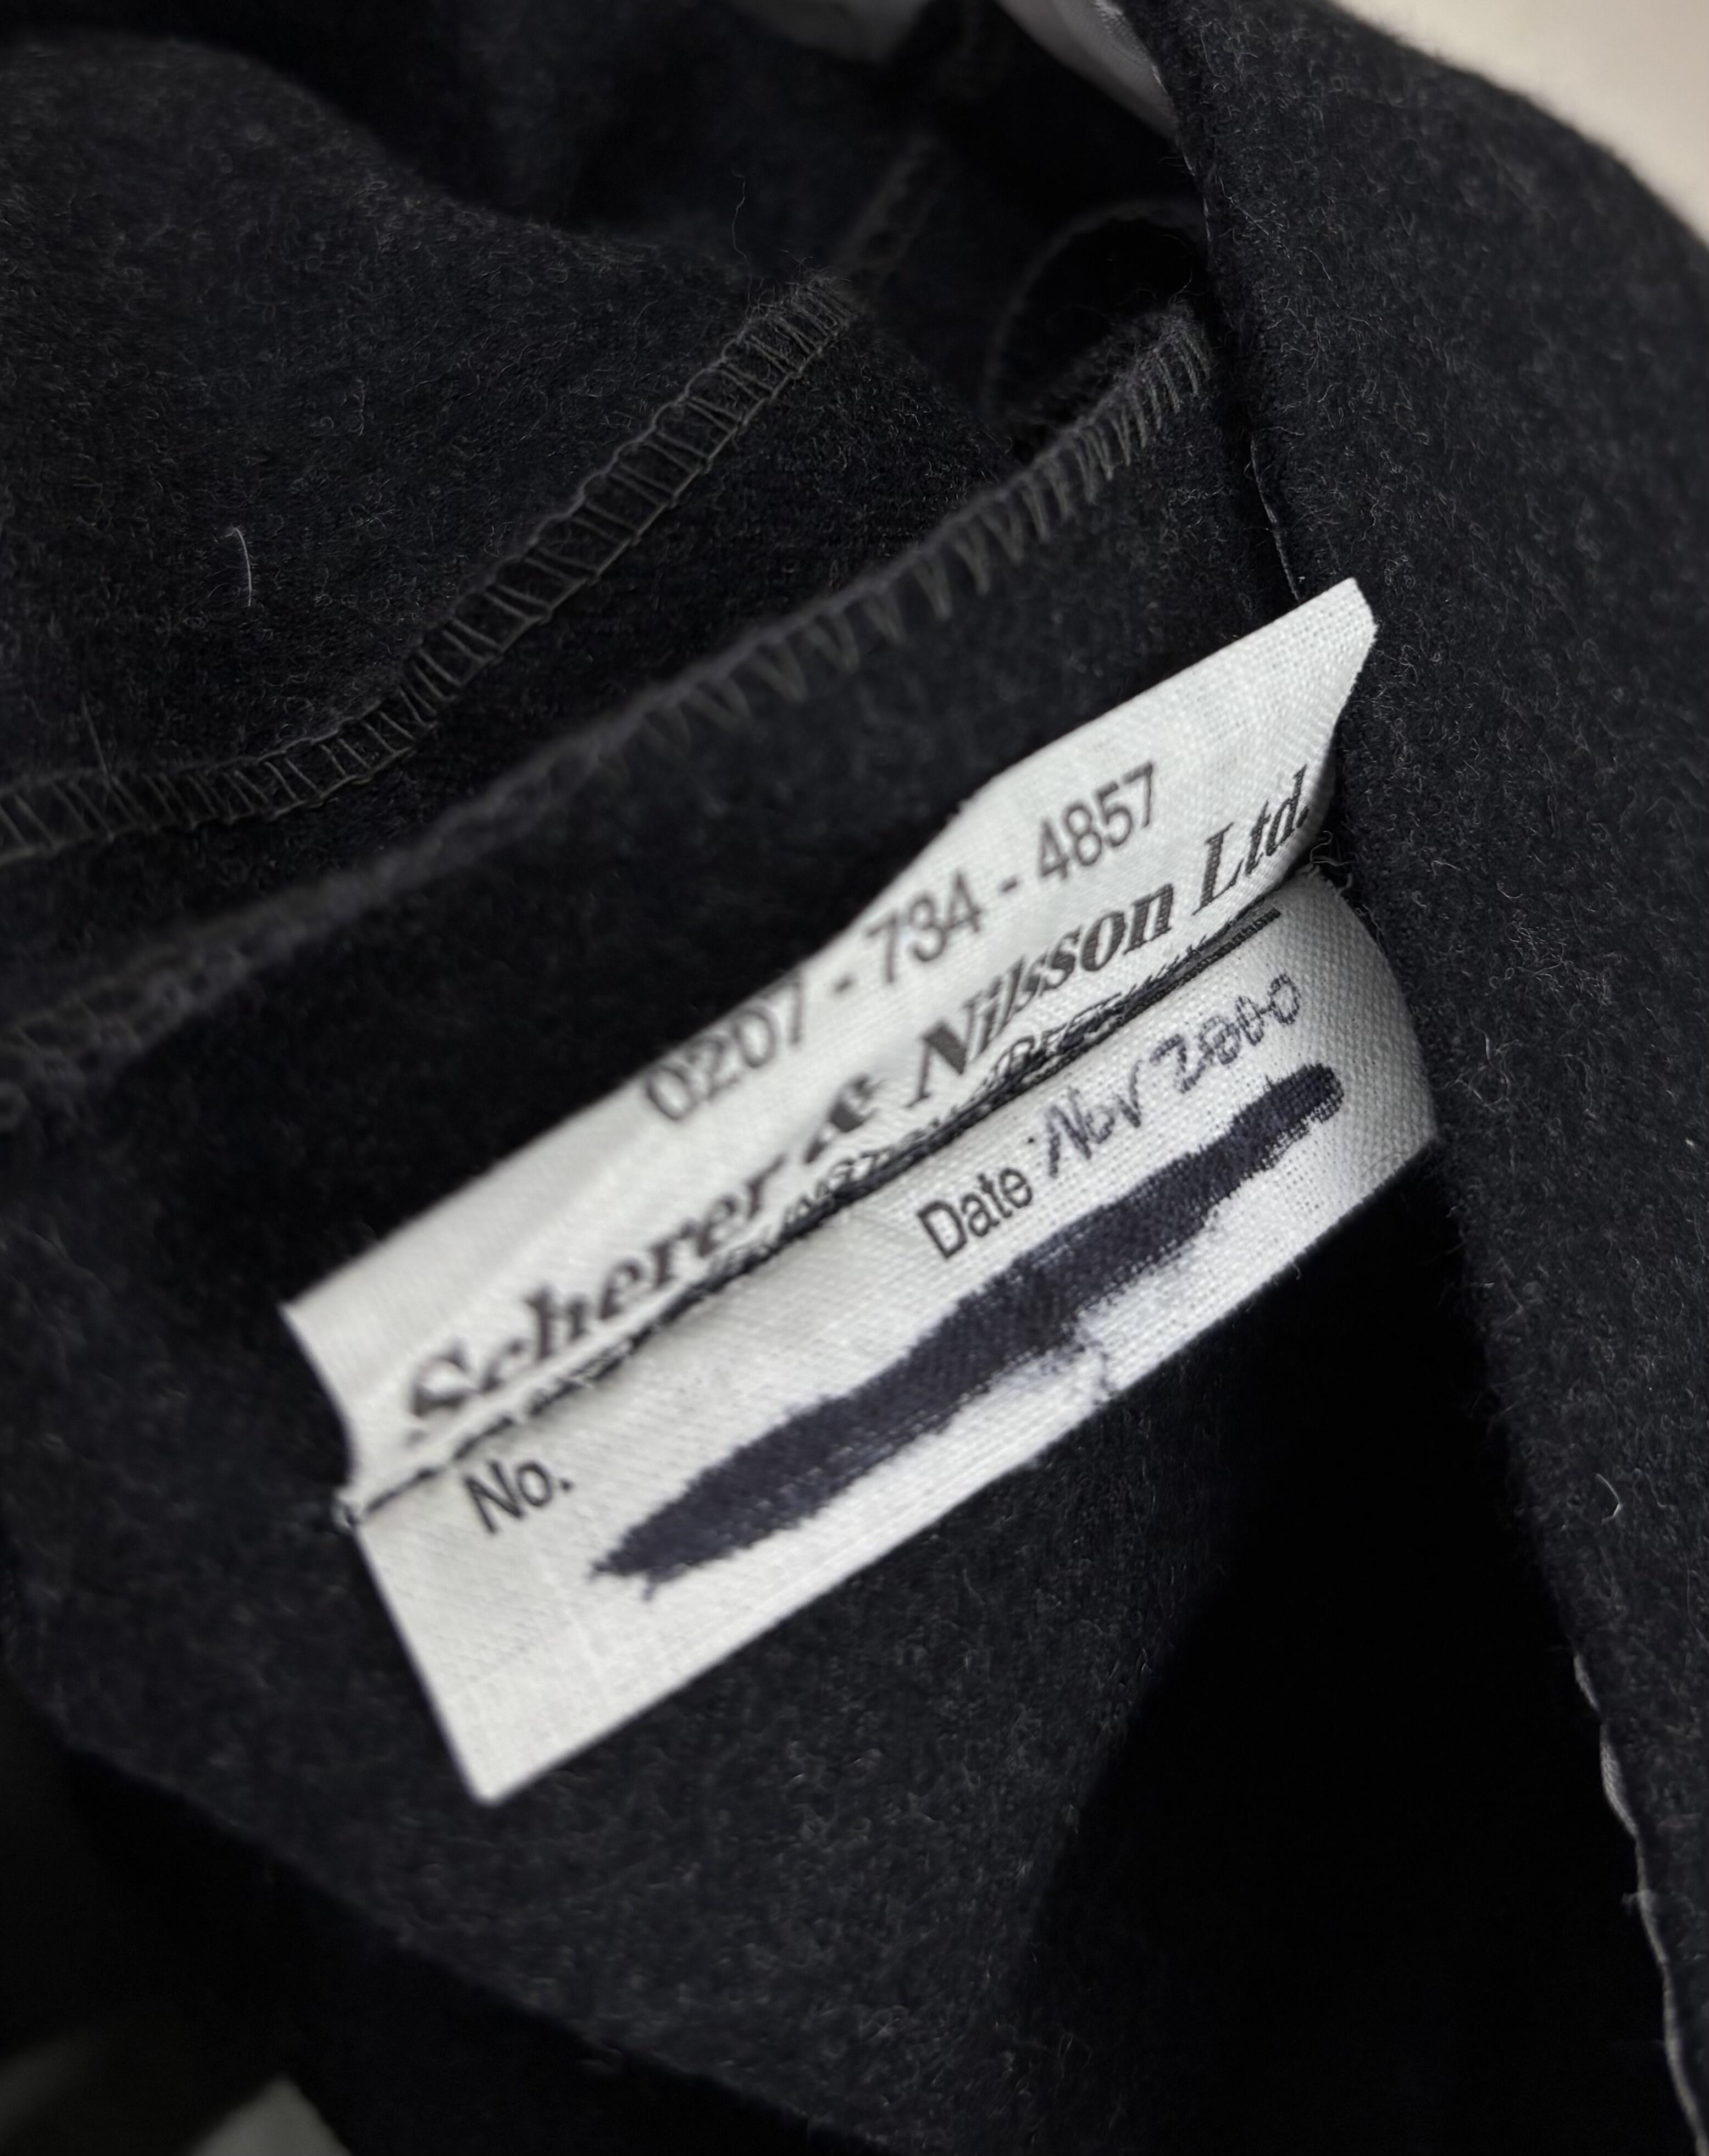 0207 - 734 - 4857
Scherer & Nilsson Ltd.
Date Nov 2000
No.